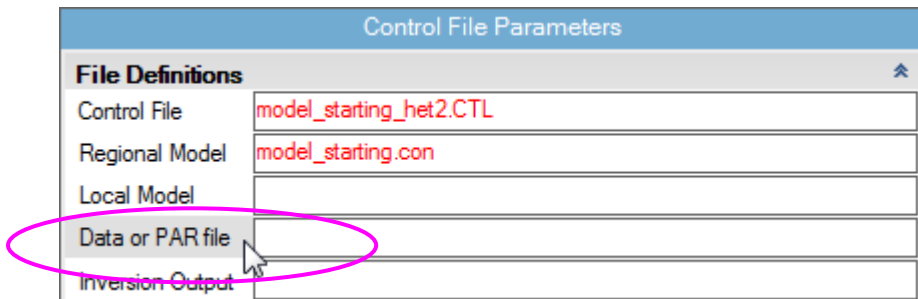 Control File Parameters
File Definitions
Control File model_starting_het2.CTL
Regional Model model_starting.con
Local Model
Data or PAR file
Inversion Output